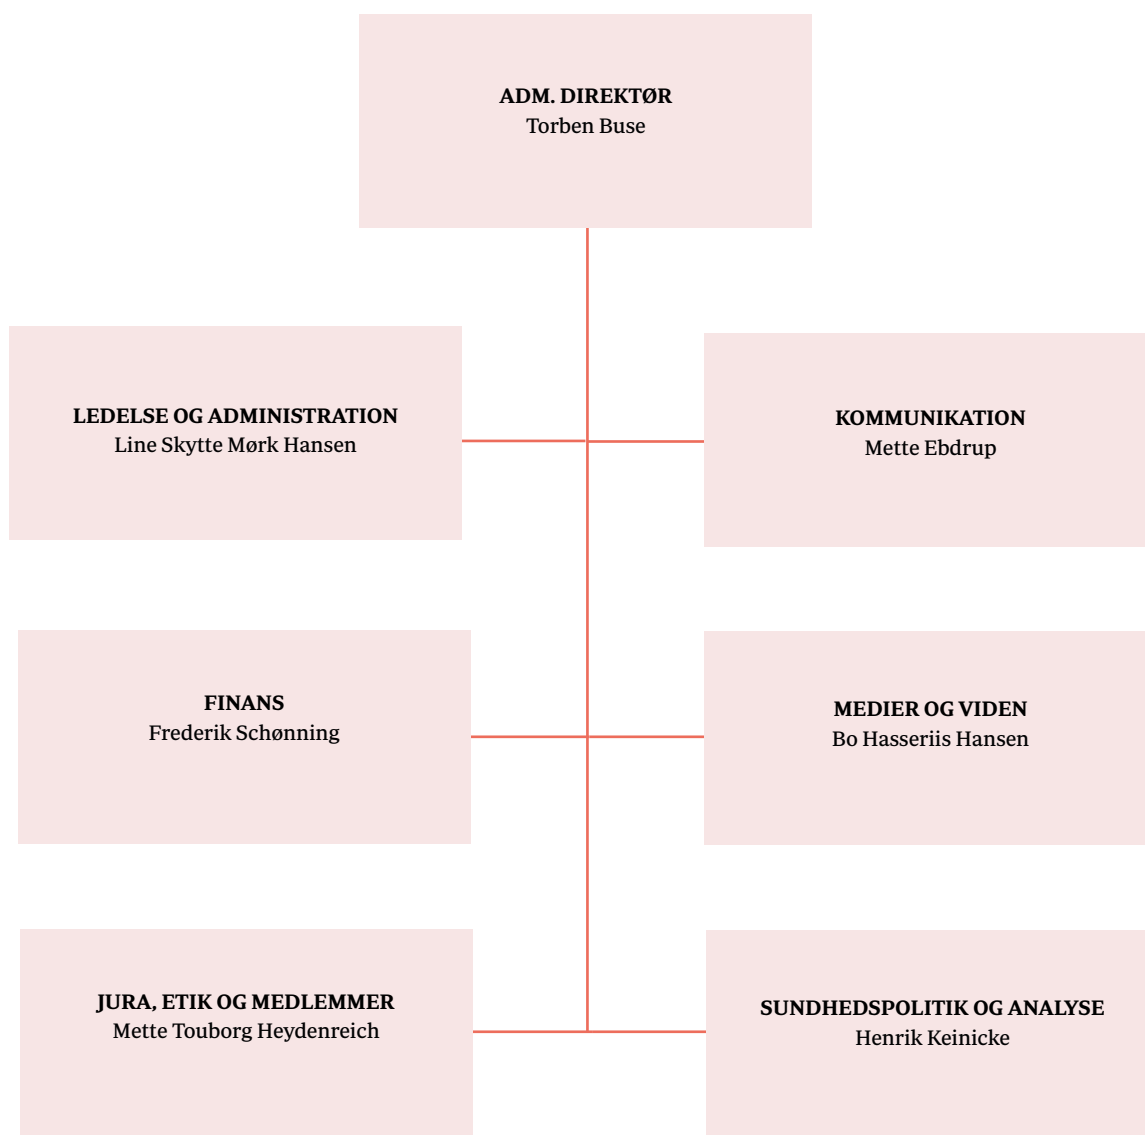 ADM. DIREKTØR
Torben Buse
LEDELSE OG ADMINISTRATION
Line Skytte Mørk Hansen
KOMMUNIKATION
Mette Ebdrup
FINANS
Frederik Schønning
MEDIER OG VIDEN
Bo Hasseriis Hansen
JURA, ETIK OG MEDLEMMER
Mette Touborg Heydenreich
SUNDHEDSPOLITIK OG ANALYSE
Henrik Keinicke